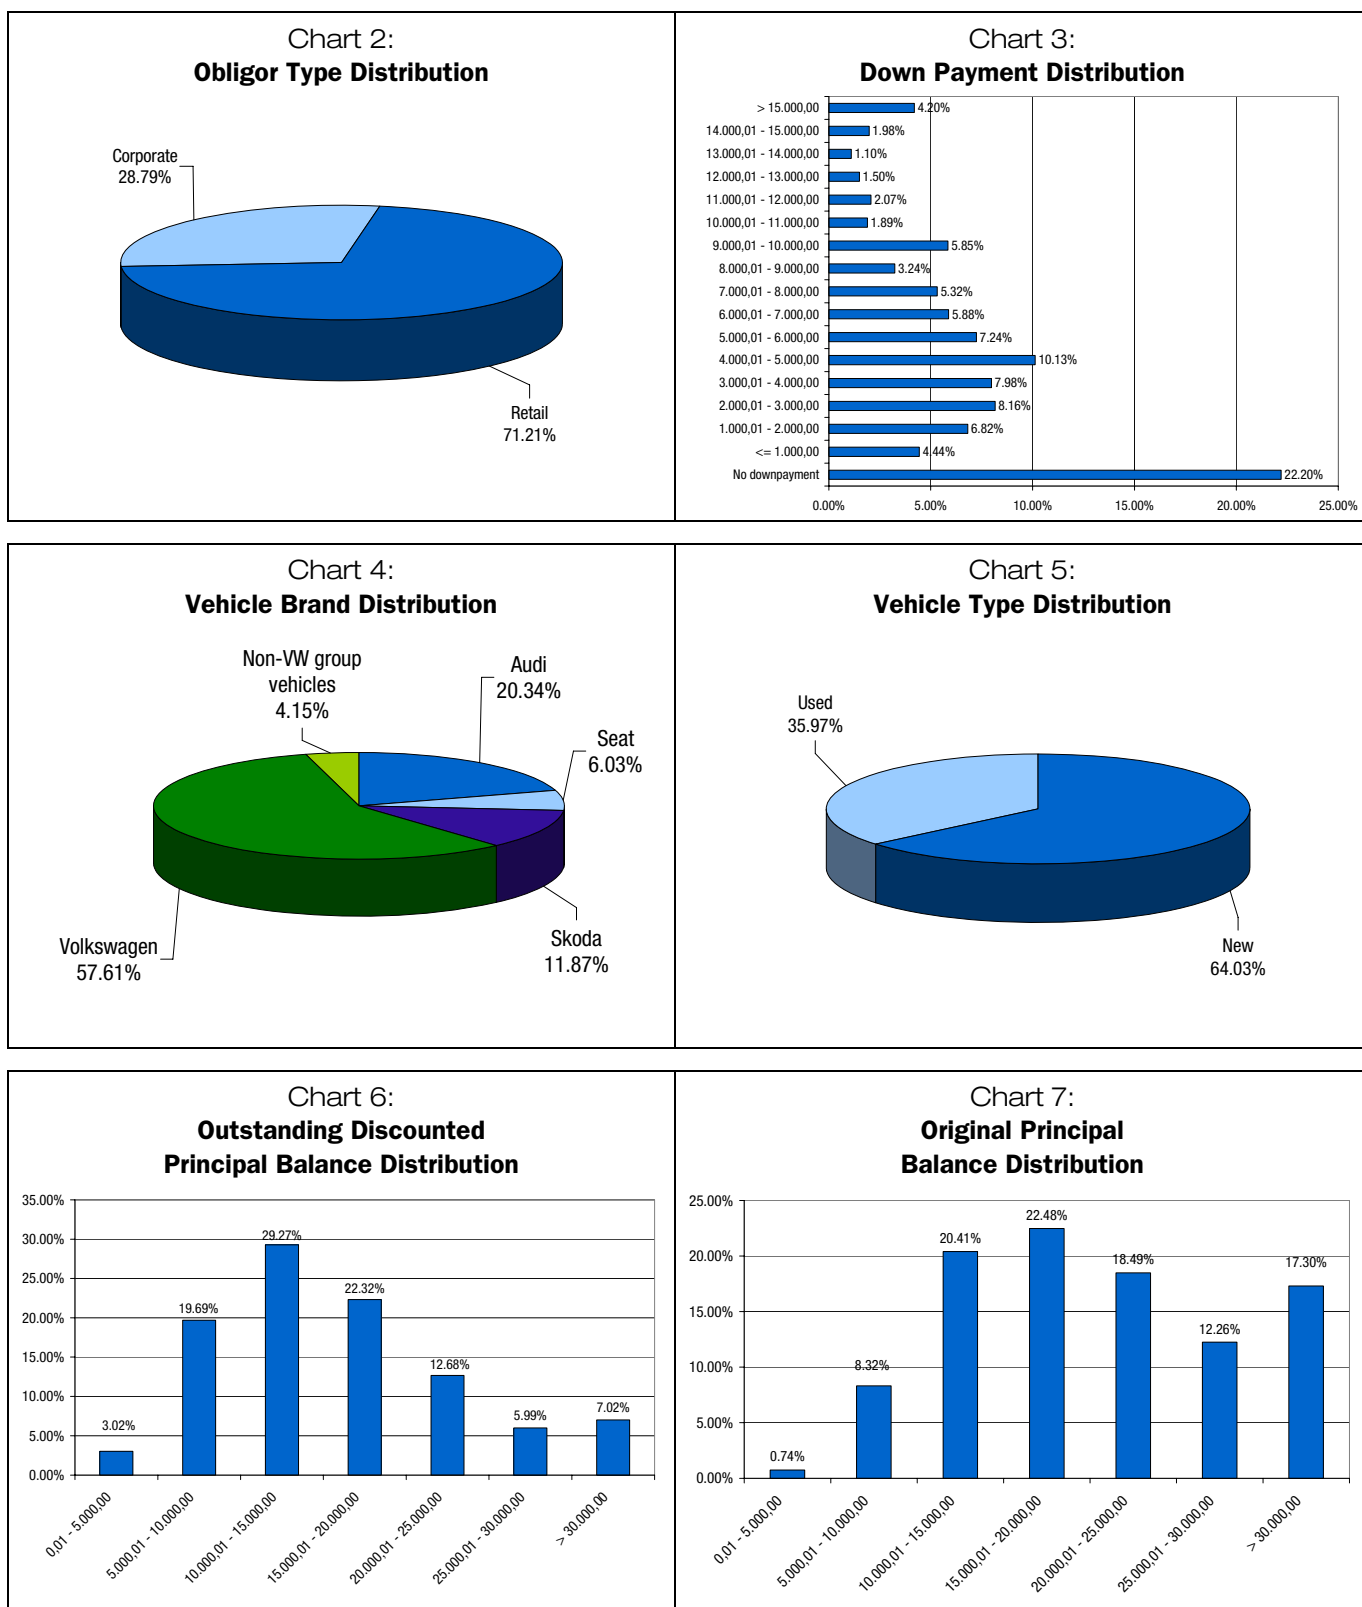 Chart 2:
Obligor Type Distribution
Corporate
28.79%
Retail
71.21%
Chart 3:
Down Payment Distribution
> 15.000,00
4.20%
14.000,01 - 15.000,00
1.98%
13.000,01 - 14.000,00
1.10%
12.000,01 - 13.000,00
1.50%
11.000,01 - 12.000,00
2.07%
10.000,01 - 11.000,00
1.89%
9.000,01 - 10.000,00
5.85%
8.000,01 - 9.000,00
3.24%
7.000,01 - 8.000,00
5.32%
6.000,01 - 7.000,00
5.88%
5.000,01 - 6.000,00
7.24%
4.000,01 - 5.000,00
10.13%
3.000,01 - 4.000,00
7.98%
2.000,01 - 3.000,00
8.16%
1.000,01 - 2.000,00
6.82%
<= 1.000,00
4.44%
No downpayment
22.20%
0.00% 5.00% 10.00% 15.00% 20.00% 25.00%
Chart 4:
Vehicle Brand Distribution
Non-VW group
vehicles
4.15%
Audi
20.34%
Seat
6.03%
Skoda
11.87%
Volkswagen
57.61%
Chart 5:
Vehicle Type Distribution
Used
35.97%
New
64.03%
Chart 6:
Outstanding Discounted
Principal Balance Distribution
35.00%
30.00%
25.00%
20.00%
15.00%
10.00%
5.00%
0.00%
3.02%
19.69%
29.27%
22.32%
12.68%
5.99%
7.02%
0,01 - 5.000,00
5.000,01 - 10.000,00
10.000,01 - 15.000,00
15.000,01 - 20.000,00
20.000,01 - 25.000,00
25.000,01 - 30.000,00
> 30.000,00
Chart 7:
Original Principal
Balance Distribution
25.00%
20.00%
15.00%
10.00%
5.00%
0.00%
0.74%
8.32%
20.41%
22.48%
18.49%
12.26%
17.30%
0,01 - 5.000,00
5.000,01 - 10.000,00
10.000,01 - 15.000,00
15.000,01 - 20.000,00
20.000,01 - 25.000,00
25.000,01 - 30.000,00
> 30.000,00